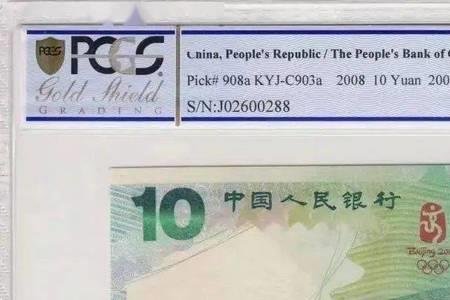 PCGS
Gold Shield
GRADING
China, People's Republic / The People's Bank of
Pick# 908a KYJ-C903a 2008 10 Yuan 200
S/N:J02600288
10 中国人民银行
Beijing 20